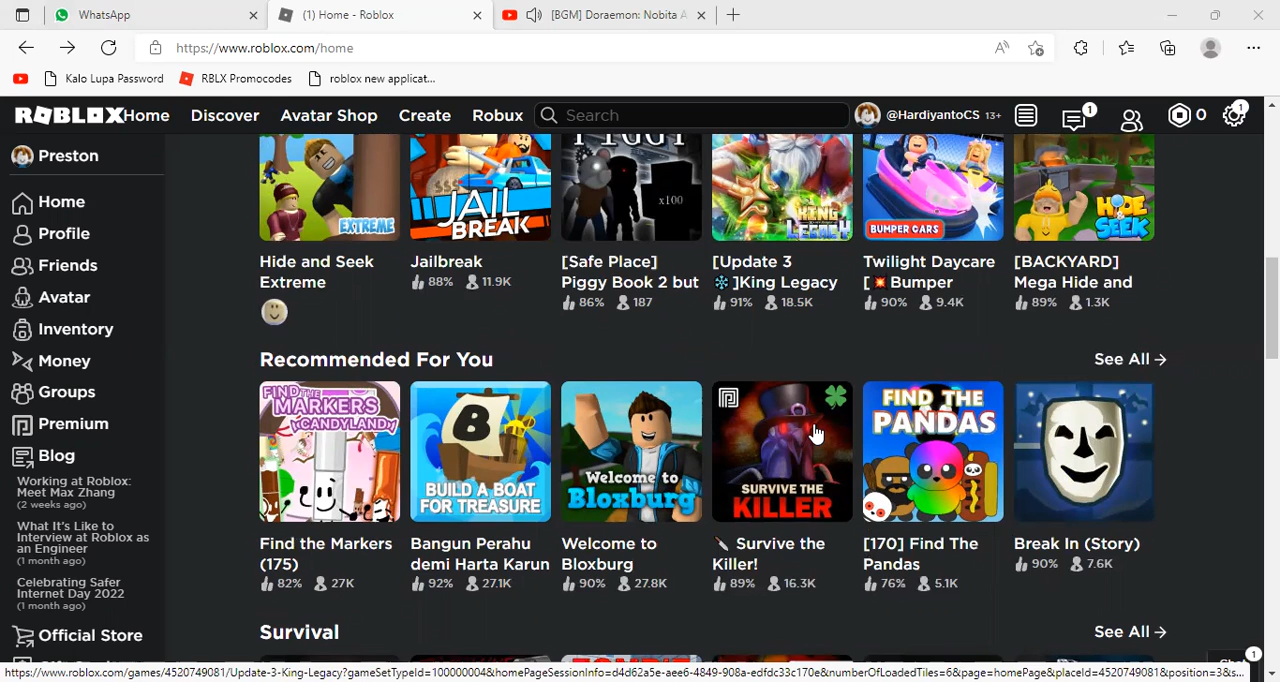 WhatsApp
(1) Home - Roblox
[BGM] Doraemon: Nobita A
https://www.roblox.com/home
Kalo Lupa Password
RBLX Promocodes
roblox new applicat...
ROBLOX
Home
Discover
Avatar Shop
Create
Robux
Search
@HardiyantoCS 13+
1
0
1
Preston
Home
Profile
Friends
Avatar
Inventory
Money
Groups
Premium
Blog
Working at Roblox:
Meet Max Zhang
(2 weeks ago)
What It's Like to
Interview at Roblox as
an Engineer
(1 month ago)
Celebrating Safer
Internet Day 2022
(1 month ago)
Official Store
EXTREME
JAIL
BREAK
PIGGY
x100
KING
LEGACY
BUMPER CARS
HIDE
&
SEEK
Hide and Seek
Extreme
Jailbreak
88% 11.9K
[Safe Place]
Piggy Book 2 but
86% 187
[Update 3
❄️]King Legacy
91% 18.5K
Twilight Daycare
[💥Bumper
90% 9.4K
[BACKYARD]
Mega Hide and
89% 1.3K
Recommended For You
See All →
FIND THE
MARKERS
CANDYLAND
B
BUILD A BOAT
FOR TREASURE
Welcome to
Bloxburg
SURVIVE THE
KILLER
FIND THE
PANDAS
Find the Markers
(175)
82% 27K
Bangun Perahu
demi Harta Karun
92% 27.1K
Welcome to
Bloxburg
90% 27.8K
🔪 Survive the
Killer!
89% 16.3K
[170] Find The
Pandas
76% 5.1K
Break In (Story)
90% 7.6K
Survival
See All →
1
https://www.roblox.com/games/4520749081/Update-3-King-Legacy?gameSetTypeId=100000004&homePageSessionInfo=d4d62a5e-aee6-4849-908a-edfdc33c170e&numberOfLoadedTiles=6&page=homePage&placeId=4520749081&position=3&s...